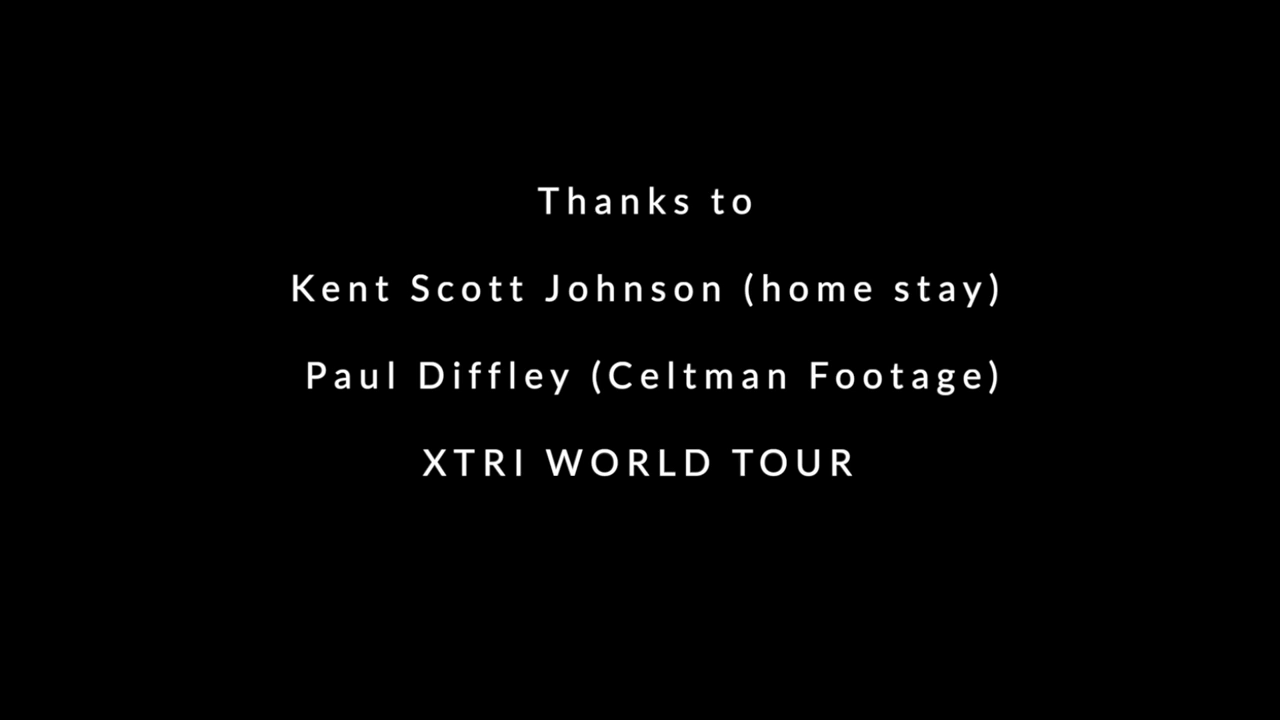 Thanks to
Kent Scott Johnson (home stay)
Paul Diffley (Celtman Footage)
XTRI WORLD TOUR